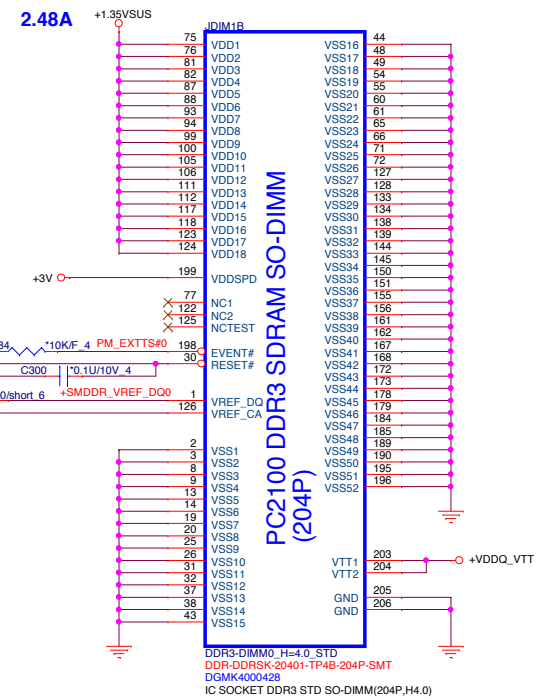 2.48A
+1.35VSUS
JDIM1B
75 VDD1 VSS16 44
76 VDD2 VSS17 48
81 VDD3 VSS18 49
82 VDD4 VSS19 54
87 VDD5 VSS20 55
88 VDD6 VSS21 60
93 VDD7 VSS22 61
94 VDD8 VSS23 65
99 VDD9 VSS24 66
100 VDD10 VSS25 71
105 VDD11 VSS26 72
106 VDD12 VSS27 127
111 VDD13 VSS28 128
112 VDD14 VSS29 133
117 VDD15 VSS30 134
118 VDD16 VSS31 138
123 VDD17 VSS32 139
124 VDD18 VSS33 144
VSS34 145
+3V 199 VDDSPD VSS35 150
VSS36 151
77 NC1 VSS37 155
122 NC2 VSS38 156
125 NCTEST VSS39 161
VSS40 162
34 *10K/F_4 PM_EXTTS#0 198 EVENT# VSS41 167
30 RESET# VSS42 168
C300 *0.1U/10V_4 VSS43 172
VSS44 173
0/short_6 +SMDDR_VREF_DQ0 1 VREF_DQ VSS45 178
126 VREF_CA VSS46 179
VSS47 184
VSS48 185
2 VSS1 VSS49 189
3 VSS2 VSS50 190
8 VSS3 VSS51 195
9 VSS4 VSS52 196
13 VSS5
14 VSS6
19 VSS7
20 VSS8
25 VSS9
26 VSS10 VTT1 203 +VDDQ_VTT
31 VSS11 VTT2 204
32 VSS12
37 VSS13 GND 205
38 VSS14 GND 206
43 VSS15
PC2100 DDR3 SDRAM SO-DIMM
(204P)
DDR3-DIMM0_H=4.0_STD
DDR-DDRSK-20401-TP4B-204P-SMT
DGMK4000428
IC SOCKET DDR3 STD SO-DIMM(204P,H4.0)